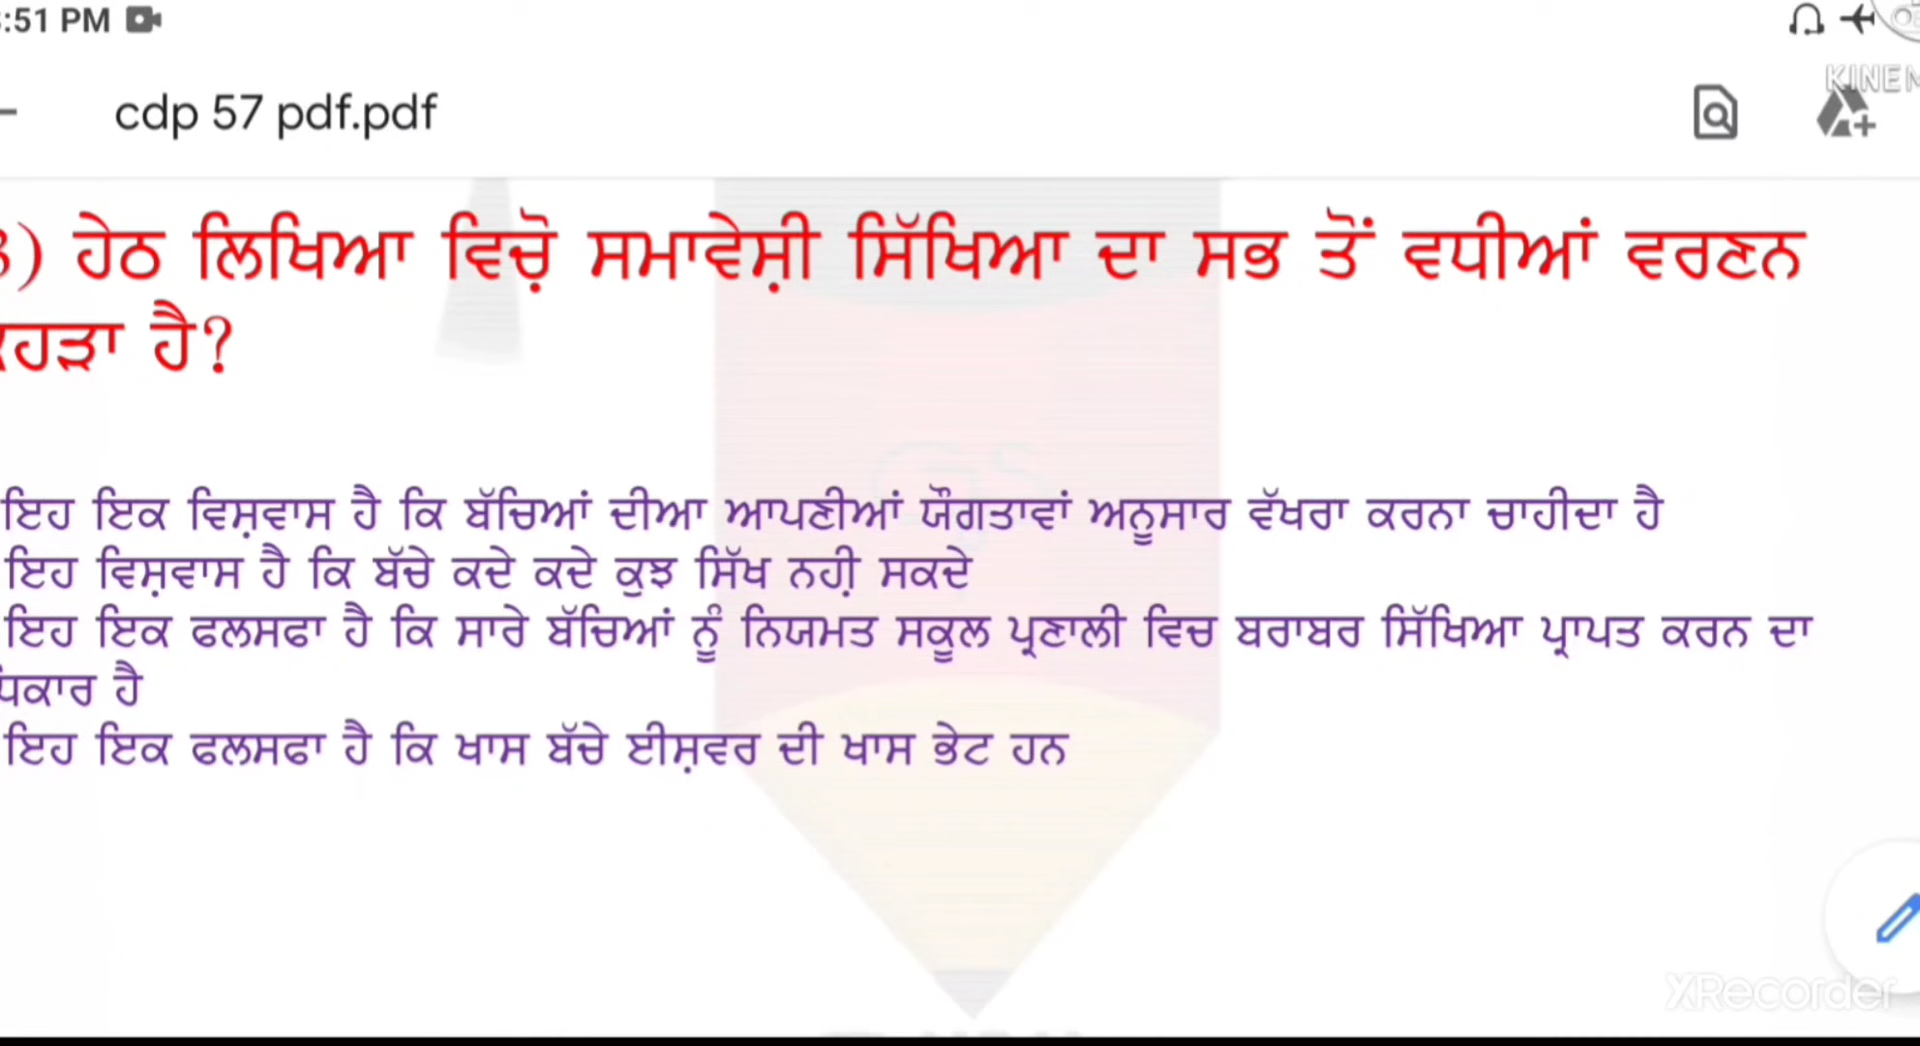 :51 PM
cdp 57 pdf.pdf
KINEM
) ਹੇਠ ਲਿਖਿਆ ਵਿਚੋ਼ ਸਮਾਵੇਸ਼ੀ ਸਿੱਖਿਆ ਦਾ ਸਭ ਤੋਂ ਵਧੀਆਂ ਵਰਣਨ
ਕਹੜਾ ਹੈ?
ਇਹ ਇਕ ਵਿਸ਼ਵਾਸ ਹੈ ਕਿ ਬੱਚਿਆਂ ਦੀਆ ਆਪਣੀਆਂ ਯੌਗਤਾਵਾਂ ਅਨੂਸਾਰ ਵੱਖਰਾ ਕਰਨਾ ਚਾਹੀਦਾ ਹੈ
ਇਹ ਵਿਸ਼ਵਾਸ ਹੈ ਕਿ ਬੱਚੇ ਕਦੇ ਕਦੇ ਕੁਝ ਸਿੱਖ ਨਹੀ਼ ਸਕਦੇ
ਇਹ ਇਕ ਫਲਸਫਾ ਹੈ ਕਿ ਸਾਰੇ ਬੱਚਿਆਂ ਨੂੰ ਨਿਯਮਤ ਸਕੂਲ ਪ੍ਰਣਾਲੀ ਵਿਚ ਬਰਾਬਰ ਸਿੱਖਿਆ ਪ੍ਰਾਪਤ ਕਰਨ ਦਾ
ਧਿਕਾਰ ਹੈ
ਇਹ ਇਕ ਫਲਸਫਾ ਹੈ ਕਿ ਖਾਸ ਬੱਚੇ ਈਸ਼ਵਰ ਦੀ ਖਾਸ ਭੇਟ ਹਨ
XRecorder